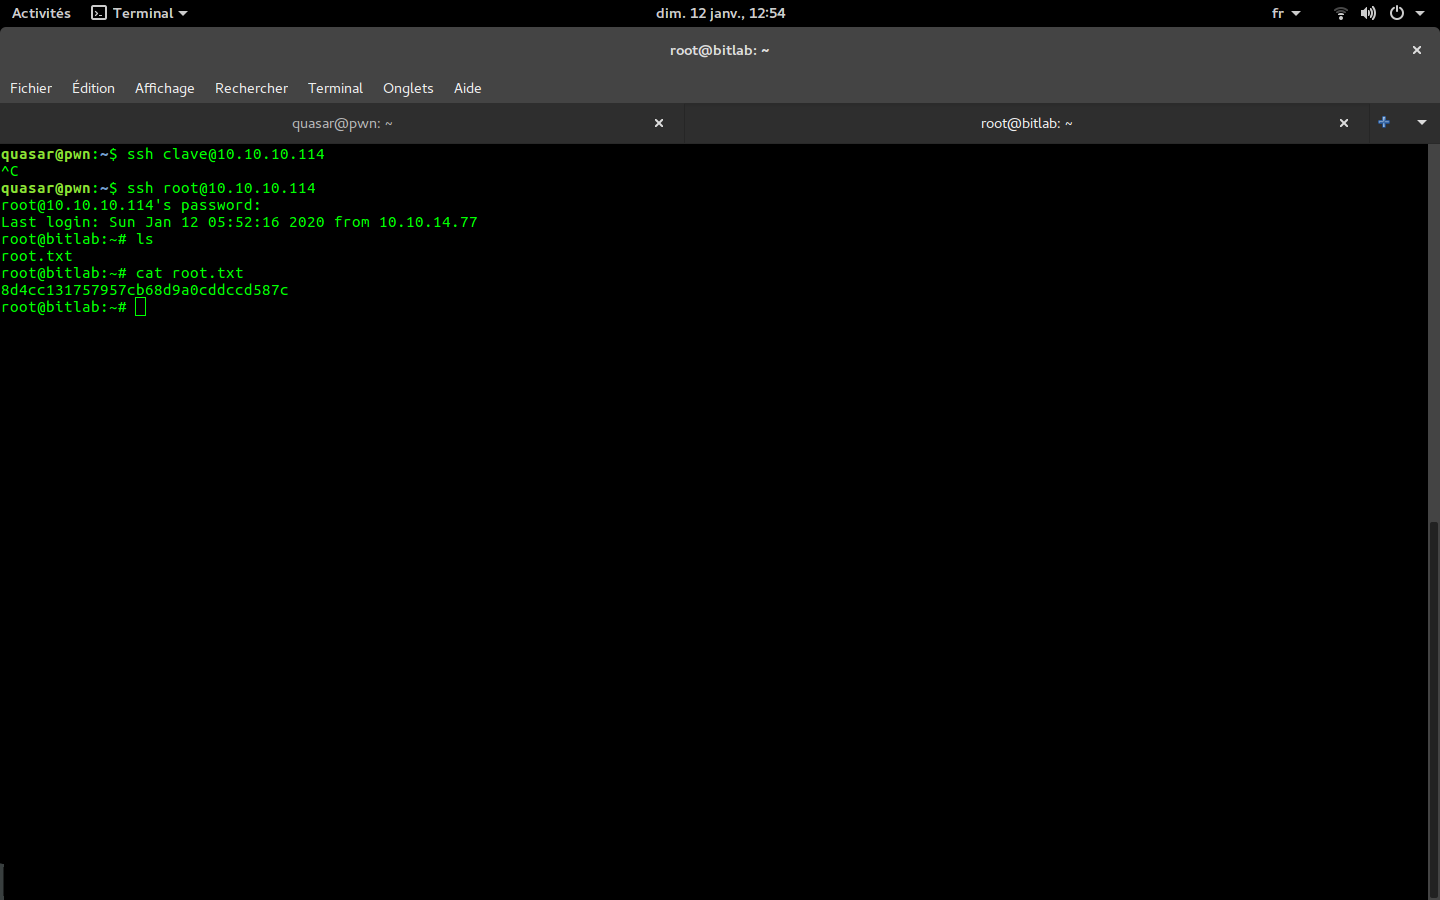 Activités Terminal dim. 12 janv., 12:54 fr
root@bitlab: ~
Fichier Édition Affichage Rechercher Terminal Onglets Aide
quasar@pwn: ~ root@bitlab: ~
quasar@pwn:~$ ssh clave@10.10.10.114
^C
quasar@pwn:~$ ssh root@10.10.10.114
root@10.10.10.114's password:
Last login: Sun Jan 12 05:52:16 2020 from 10.10.14.77
root@bitlab:~# ls
root.txt
root@bitlab:~# cat root.txt
8d4cc131757957cb68d9a0cddccd587c
root@bitlab:~#